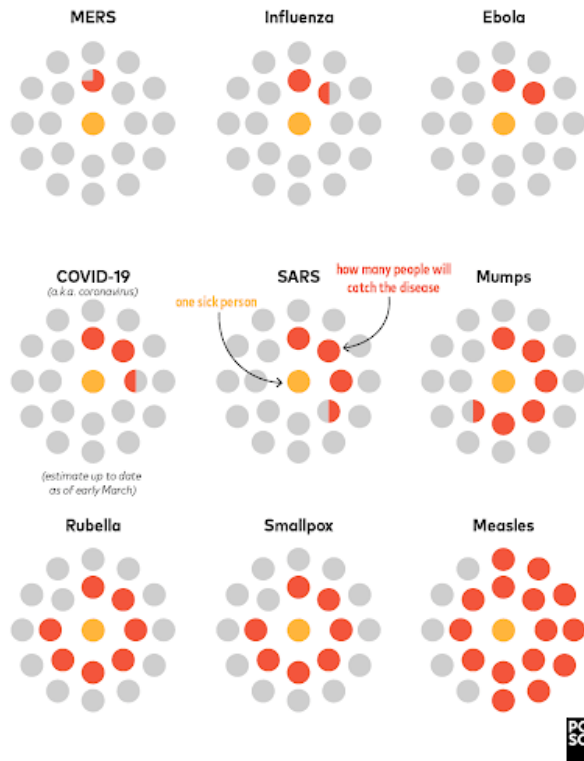 MERS
Influenza
Ebola
COVID-19
(a.k.a. coronavirus)
SARS
one sick person
how many people will
catch the disease
Mumps
(estimate up to date
as of early March)
Rubella
Smallpox
Measles